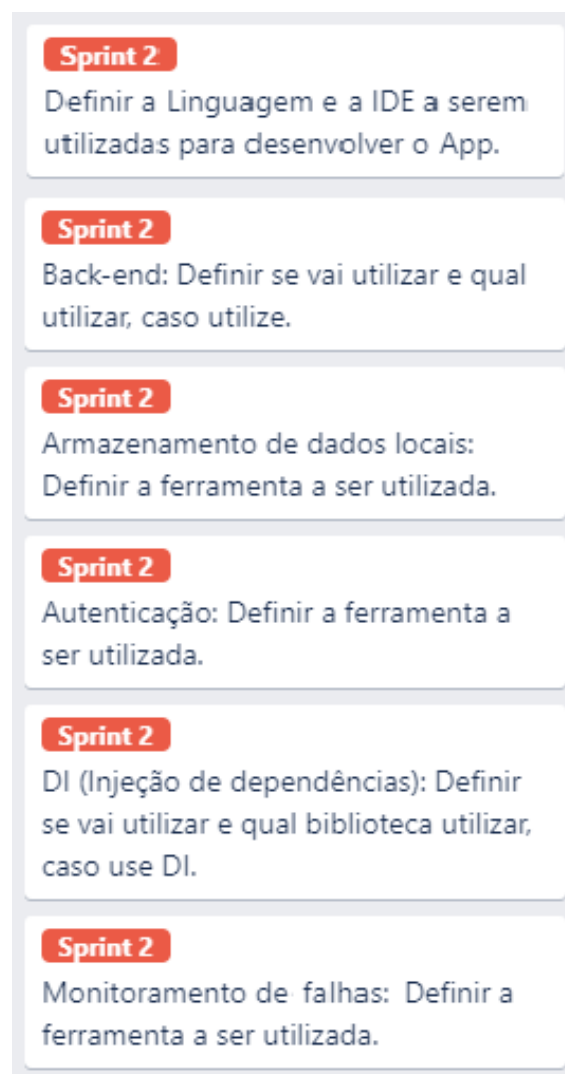 Sprint 2
Definir a Linguagem e a IDE a serem
utilizadas para desenvolver o App.
Sprint 2
Back-end: Definir se vai utilizar e qual
utilizar, caso utilize.
Sprint 2
Armazenamento de dados locais:
Definir a ferramenta a ser utilizada.
Sprint 2
Autenticação: Definir a ferramenta a
ser utilizada.
Sprint 2
DI (Injeção de dependências): Definir
se vai utilizar e qual biblioteca utilizar,
caso use DI.
Sprint 2
Monitoramento de falhas: Definir a
ferramenta a ser utilizada.